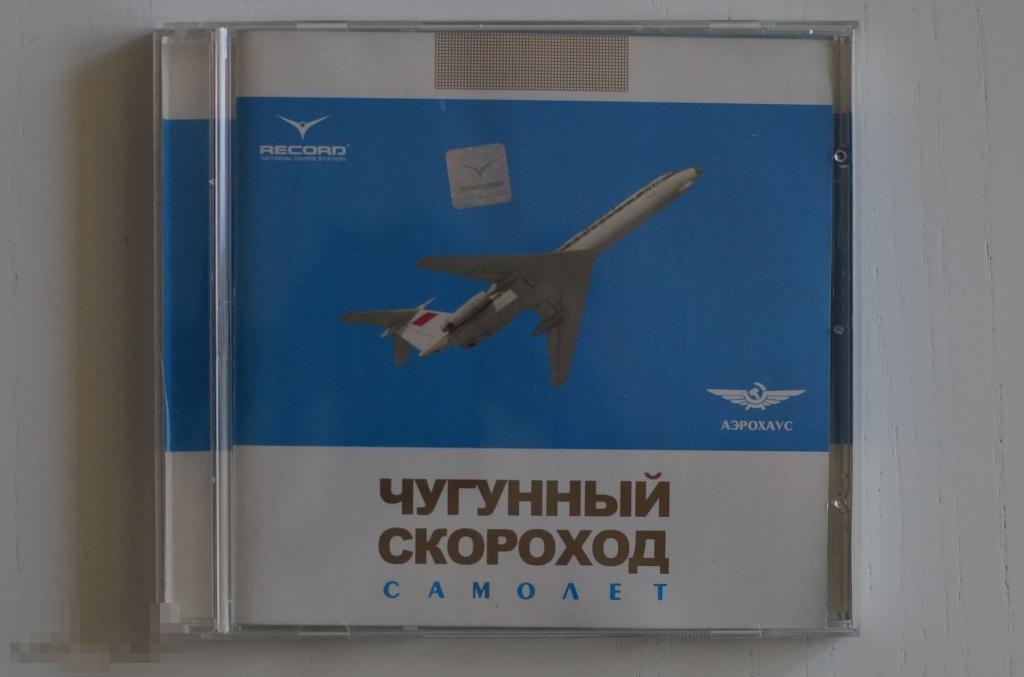 RECORD
NATIONAL DANCE STATION
АЭРОХАУС
ЧУГУННЫЙ
СКОРОХОД
САМОЛЕТ